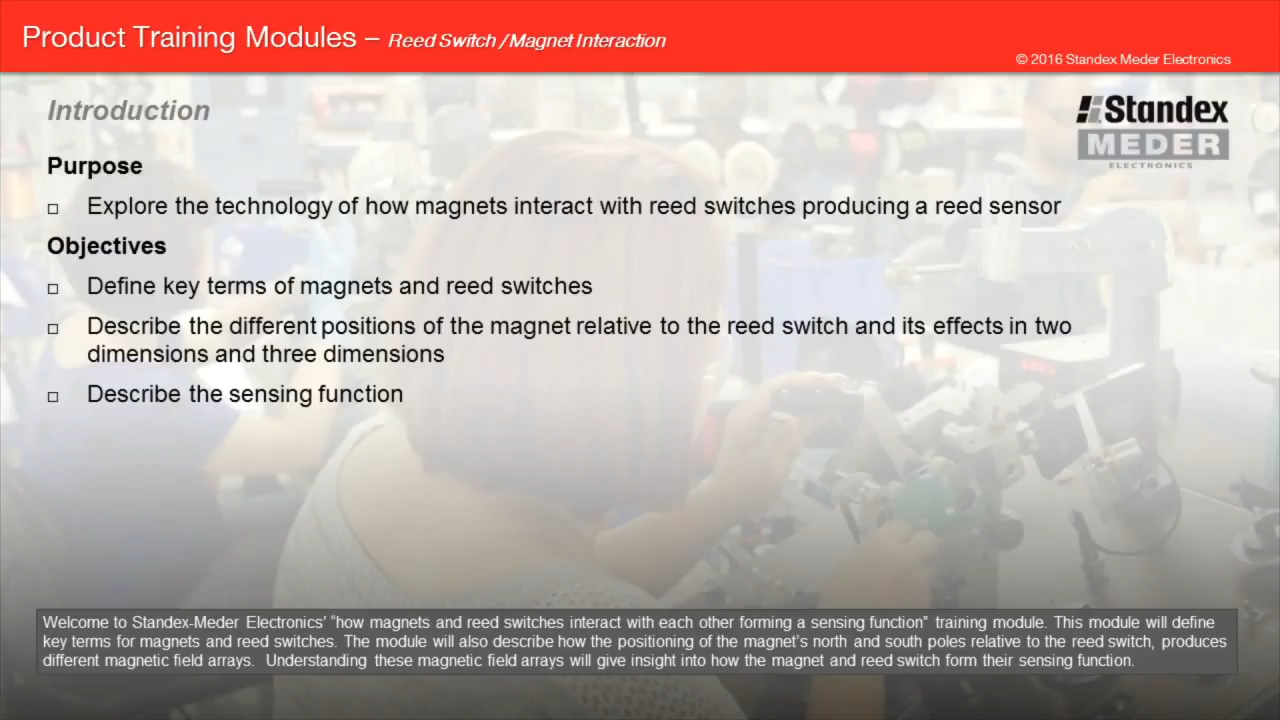 Product Training Modules – Reed Switch / Magnet Interaction
© 2016 Standex Meder Electronics
Introduction
Standex
MEDER
ELECTRONICS
Purpose
Explore the technology of how magnets interact with reed switches producing a reed sensor
Objectives
Define key terms of magnets and reed switches
Describe the different positions of the magnet relative to the reed switch and its effects in two
dimensions and three dimensions
Describe the sensing function
Welcome to Standex-Meder Electronics’ “how magnets and reed switches interact with each other forming a sensing function” training module. This module will define
key terms for magnets and reed switches. The module will also describe how the positioning of the magnet’s north and south poles relative to the reed switch, produces
different magnetic field arrays. Understanding these magnetic field arrays will give insight into how the magnet and reed switch form their sensing function.